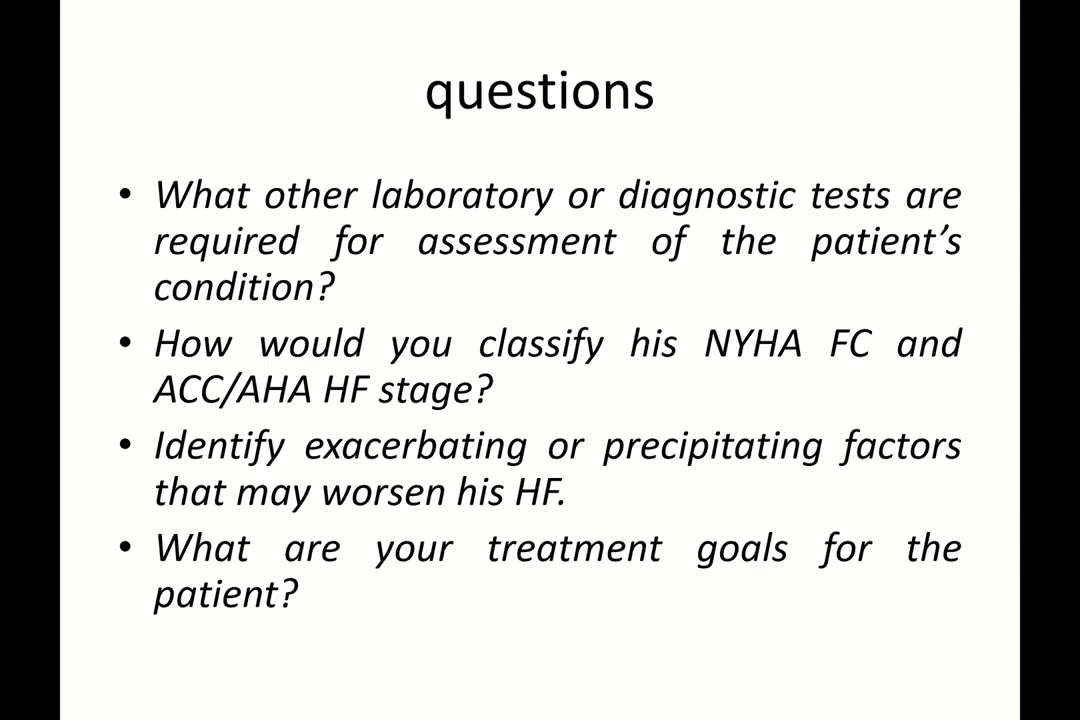 questions
• What other laboratory or diagnostic tests are
required for assessment of the patient’s
condition?
• How would you classify his NYHA FC and
ACC/AHA HF stage?
• Identify exacerbating or precipitating factors
that may worsen his HF.
• What are your treatment goals for the
patient?